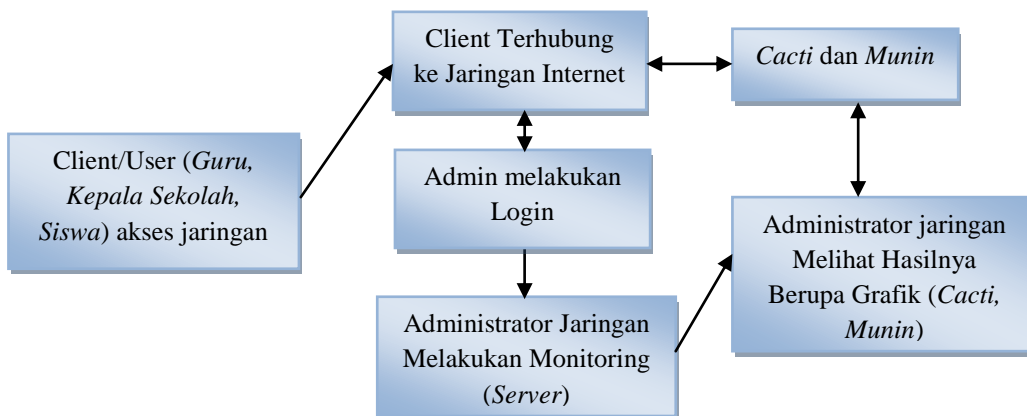 Client/User (Guru,
Kepala Sekolah,
Siswa) akses jaringan
Client Terhubung
ke Jaringan Internet
Cacti dan Munin
Admin melakukan
Login
Administrator Jaringan
Melakukan Monitoring
(Server)
Administrator jaringan
Melihat Hasilnya
Berupa Grafik (Cacti,
Munin)